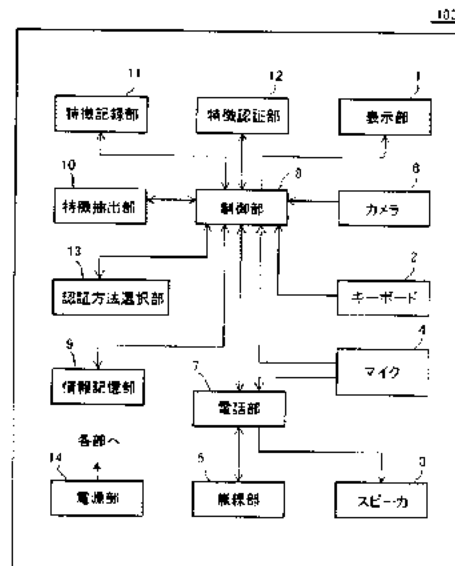 100
11
12
1
特徴記録部
特徴認証部
表示部
10
8
6
特徴抽出部
制御部
カメラ
13
2
認証方法選択部
キーボード
9
4
情報記憶部
7
マイク
電話部
各部へ
14
5
3
電源部
無線部
スピーカ